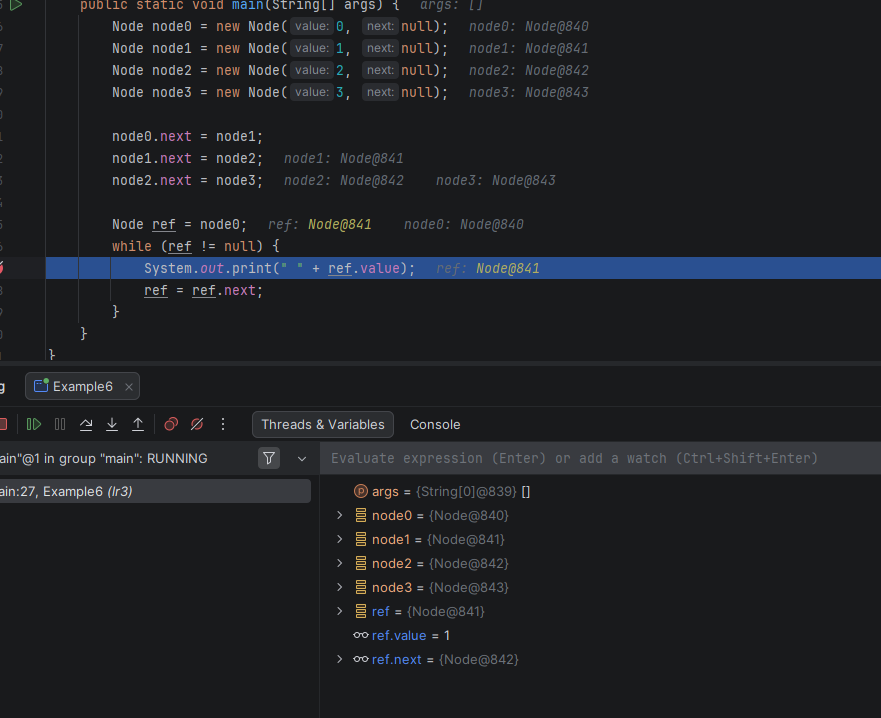 public static void main(String[] args) {   args: []
Node node0 = new Node( value: 0,  next: null);   node0: Node@840
Node node1 = new Node( value: 1,  next: null);   node1: Node@841
Node node2 = new Node( value: 2,  next: null);   node2: Node@842
Node node3 = new Node( value: 3,  next: null);   node3: Node@843
node0.next = node1;
node1.next = node2;   node1: Node@841
node2.next = node3;   node2: Node@842    node3: Node@843
Node ref = node0;   ref: Node@841    node0: Node@840
while (ref != null) {
System.out.print(" " + ref.value);   ref: Node@841
ref = ref.next;
}
}
}
g Example6 ×
Threads & Variables Console
ain"@1 in group "main": RUNNING
Evaluate expression (Enter) or add a watch (Ctrl+Shift+Enter)
ain:27, Example6 (lr3)
p args = {String[0]@839} []
node0 = {Node@840}
node1 = {Node@841}
node2 = {Node@842}
node3 = {Node@843}
ref = {Node@841}
ref.value = 1
ref.next = {Node@842}